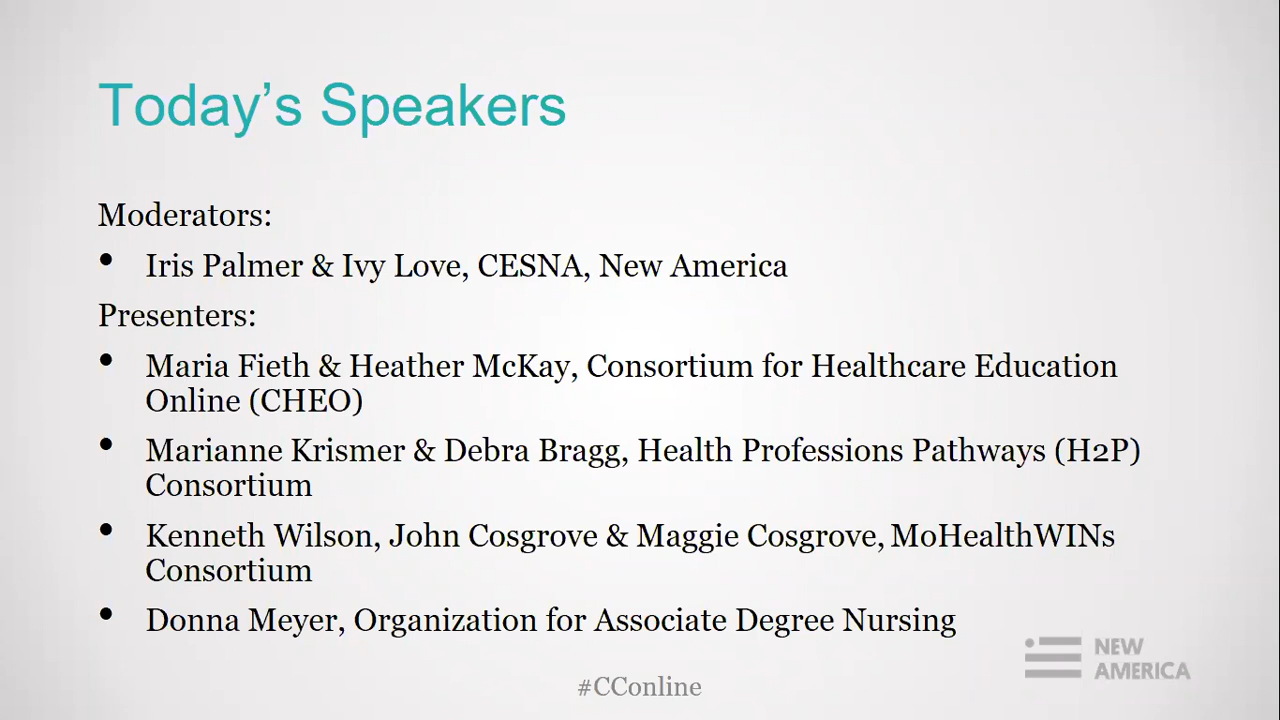 Today’s Speakers
Moderators:
• Iris Palmer & Ivy Love, CESNA, New America
Presenters:
• Maria Fieth & Heather McKay, Consortium for Healthcare Education
Online (CHEO)
• Marianne Krismer & Debra Bragg, Health Professions Pathways (H2P)
Consortium
• Kenneth Wilson, John Cosgrove & Maggie Cosgrove, MoHealthWINs
Consortium
• Donna Meyer, Organization for Associate Degree Nursing
NEW
AMERICA
#CConline